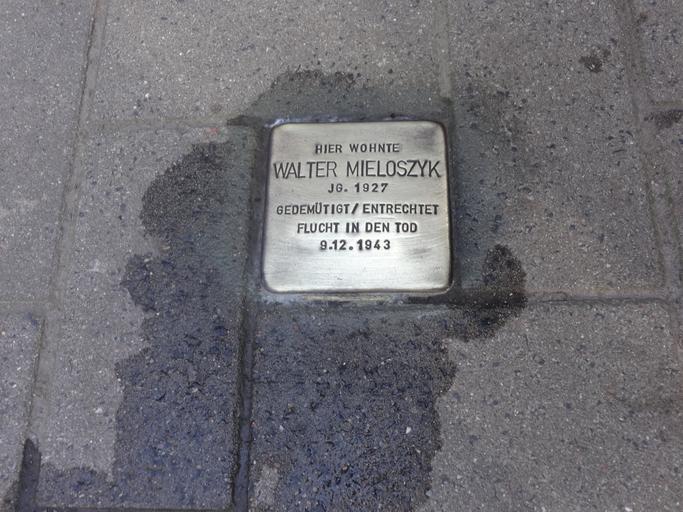 HIER WOHNTE
WALTER MIELOSZYK
JG. 1927
GEDEMÜTIGT/ENTRECHTET
FLUCHT IN DEN TOD
9.12.1943